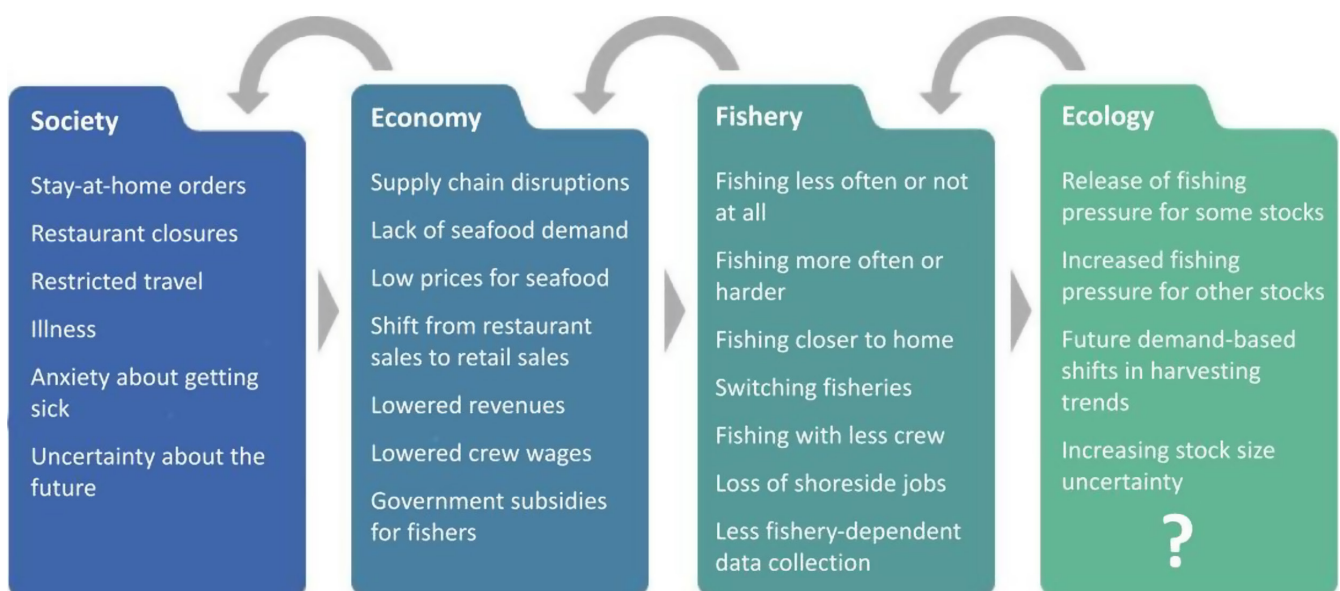 Society
Stay-at-home orders
Restaurant closures
Restricted travel
Illness
Anxiety about getting
sick
Uncertainty about the
future
Economy
Supply chain disruptions
Lack of seafood demand
Low prices for seafood
Shift from restaurant
sales to retail sales
Lowered revenues
Lowered crew wages
Government subsidies
for fishers
Fishery
Fishing less often or not
at all
Fishing more often or
harder
Fishing closer to home
Switching fisheries
Fishing with less crew
Loss of shoreside jobs
Less fishery-dependent
data collection
Ecology
Release of fishing
pressure for some stocks
Increased fishing
pressure for other stocks
Future demand-based
shifts in harvesting
trends
Increasing stock size
uncertainty
?